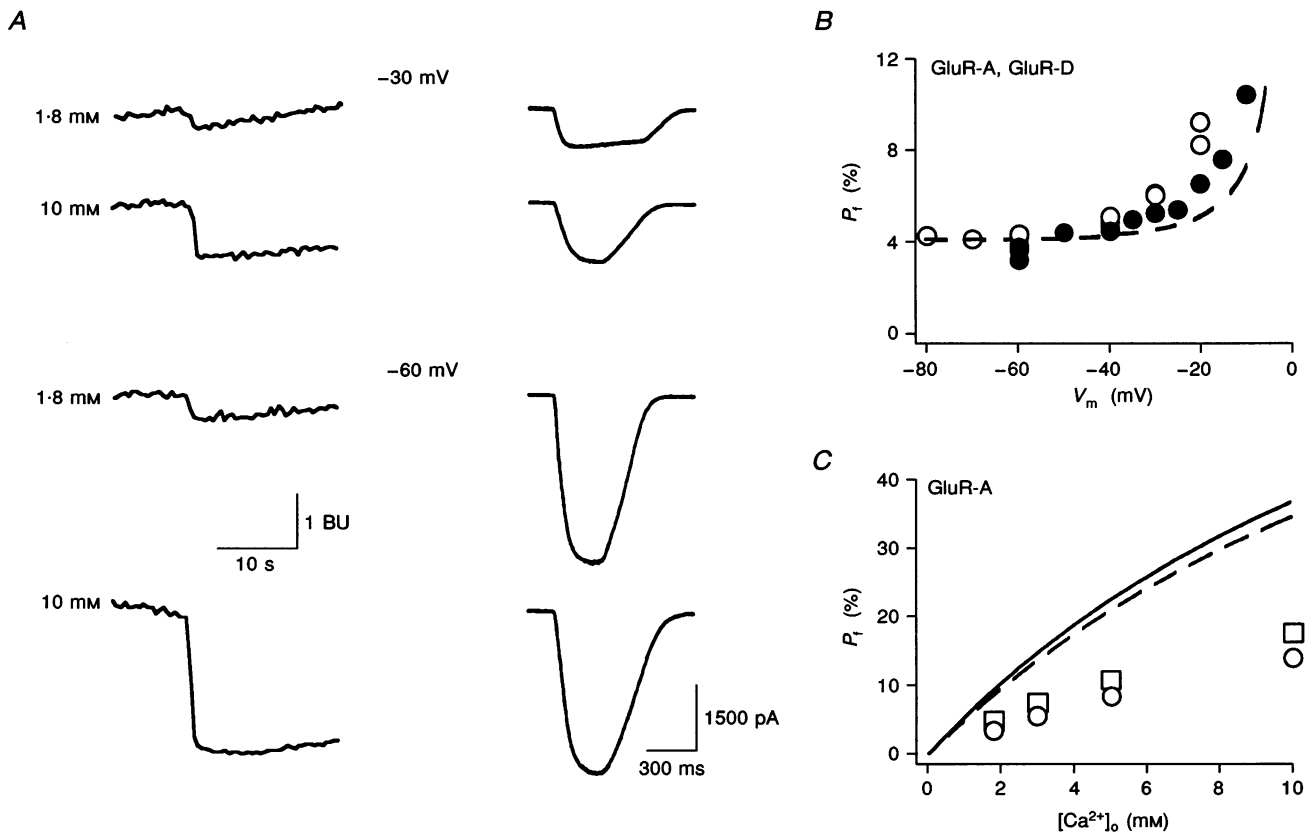 A
−30 mV
1·8 mM
10 mM
−60 mV
1·8 mM
1 BU
10 s
10 mM
1500 pA
300 ms
B
GluR-A, GluR-D
12
8
4
0
Pf (%)
−80 −60 −40 −20 0
Vm (mV)
C
GluR-A
40
30
20
10
0
Pf (%)
0 2 4 6 8 10
[Ca2+]o (mM)